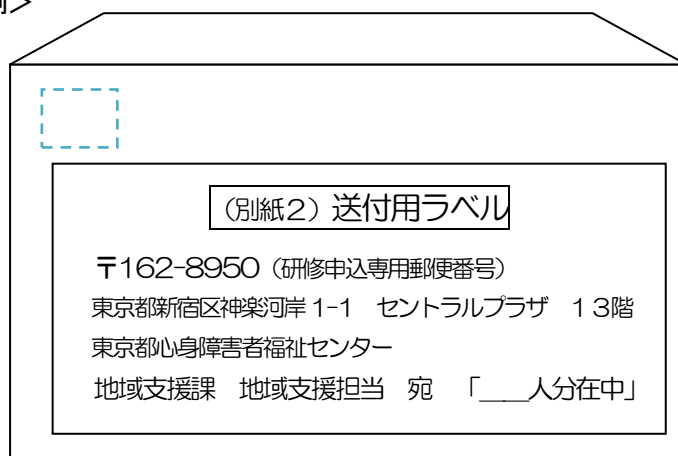 例＞
（別紙２）送付用ラベル
〒162-8950（研修申込専用郵便番号）
東京都新宿区神楽河岸1-1　セントラルプラザ　１３階
東京都心身障害者福祉センター
地域支援課　地域支援担当　宛　「＿＿人分在中」